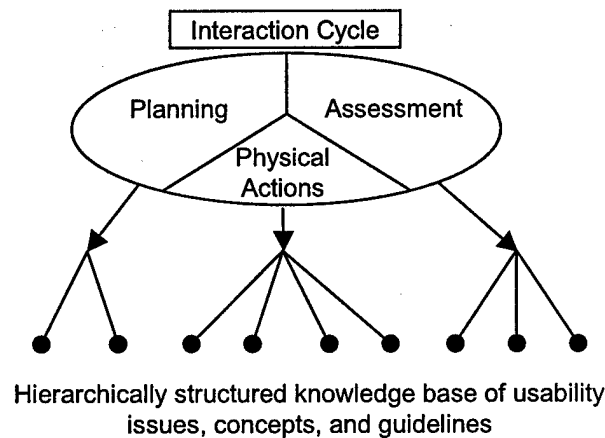 Interaction Cycle
Planning
Assessment
Physical
Actions
Hierarchically structured knowledge base of usability
issues, concepts, and guidelines